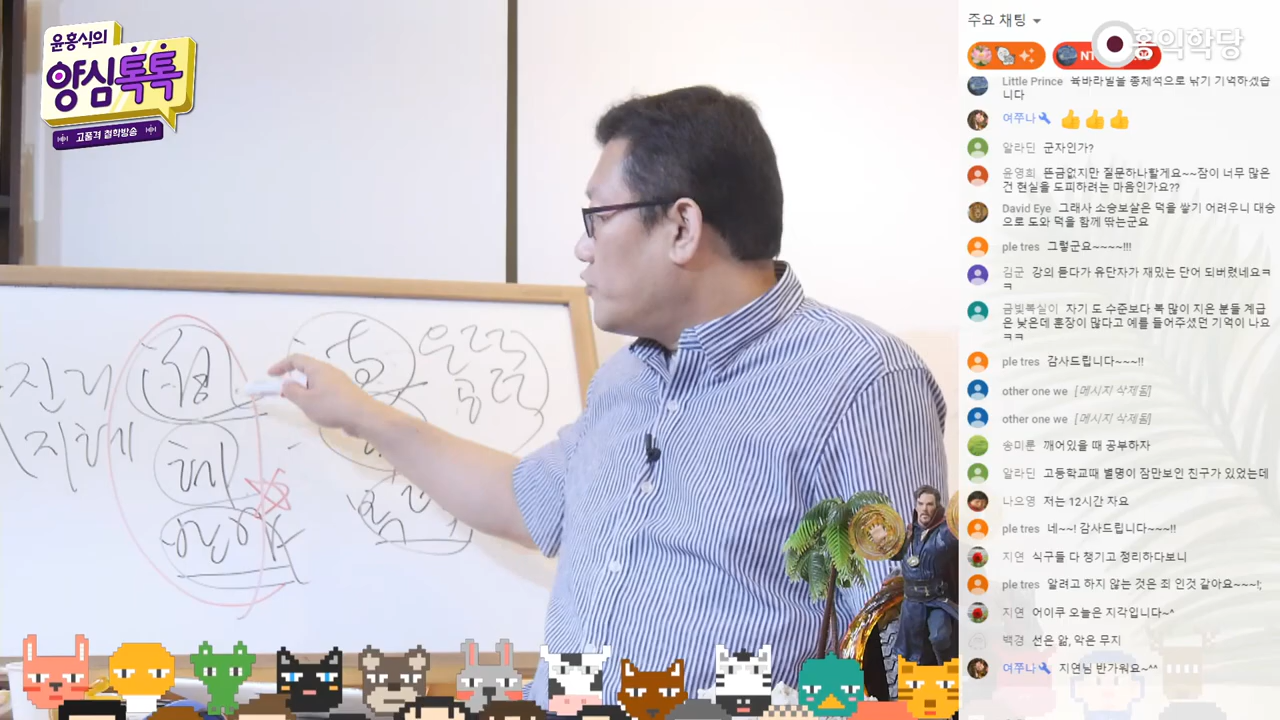 윤홍식의
양심톡톡
고품격 철학방송
진리
지혜
혜
주요 채팅
홍익학당
Little Prince 육바라밀을 총체적으로 닦기 기억하겠습
니다
여쭈나
알라딘 군자인가?
윤영희 뜬금없지만 질문하나할게요~~잠이 너무 많은
건 현실을 도피하려는 마음인가요??
David Eye 그래사 소승보살은 덕을 쌓기 어려우니 대승
으로 도와 덕을 함께 딲는군요
ple tres 그렇군요~~~~!!!
김군 강의 듣다가 유단자가 재밌는 단어 되버렸네요ㅋ
ㅋ
금빛복실이 자기 도 수준보다 복 많이 지은 분들 계급
은 낮은데 훈장이 많다고 예를 들어주셨던 기억이 나요
ㅋㅋ
ple tres 감사드립니다~~~!!
other one we [메시지 삭제됨]
other one we [메시지 삭제됨]
송미룬 깨어있을 때 공부하자
알라딘 고등학교때 별명이 잠만보인 친구가 있었는데
나으영 저는 12시간 자요
ple tres 네~~! 감사드립니다~~~!!
지연 식구들 다 챙기고 정리하다보니
ple tres 알려고 하지 않는 것은 죄 인것 같아요~~~!;
지연 어이쿠 오늘은 지각입니다~^
백경 선은 앎, 악은 무지
여쭈나 지연님 반가워요~^^